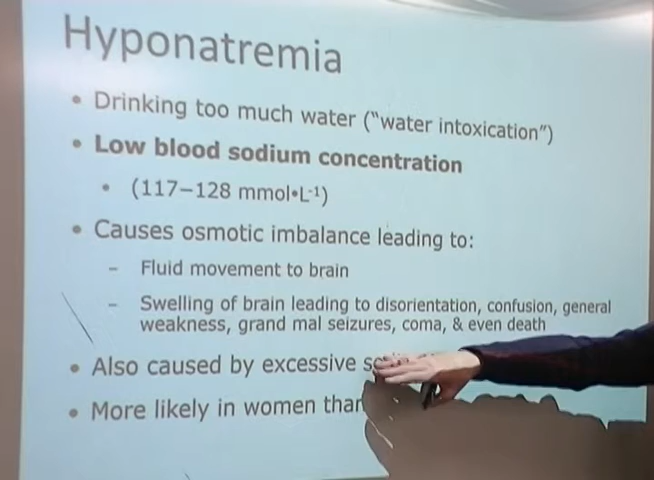 Hyponatremia
• Drinking too much water (“water intoxication”)
• Low blood sodium concentration
• (117–128 mmol•L-1)
• Causes osmotic imbalance leading to:
– Fluid movement to brain
– Swelling of brain leading to disorientation, confusion, general
weakness, grand mal seizures, coma, & even death
• Also caused by excessive
• More likely in women than